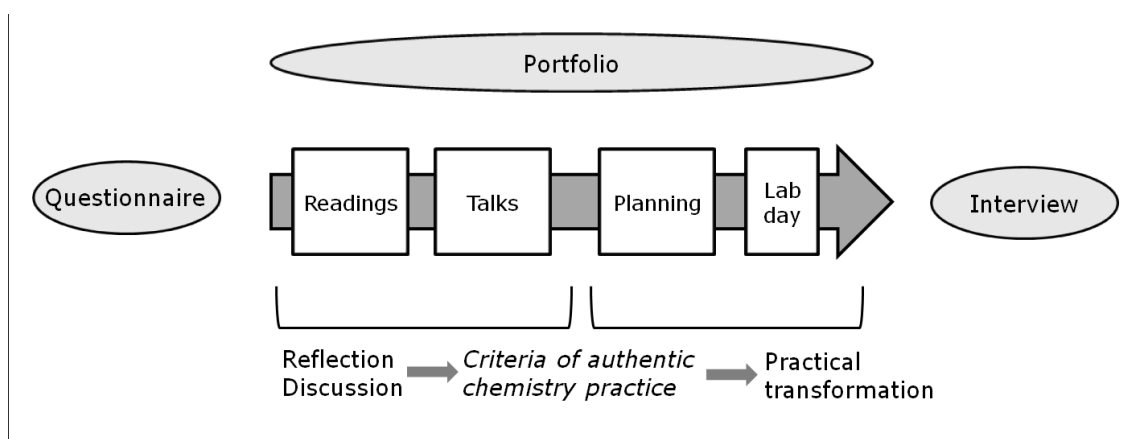 Portfolio
Questionnaire
Readings
Talks
Planning
Lab
day
Interview
Reflection
Discussion
Criteria of authentic
chemistry practice
Practical
transformation